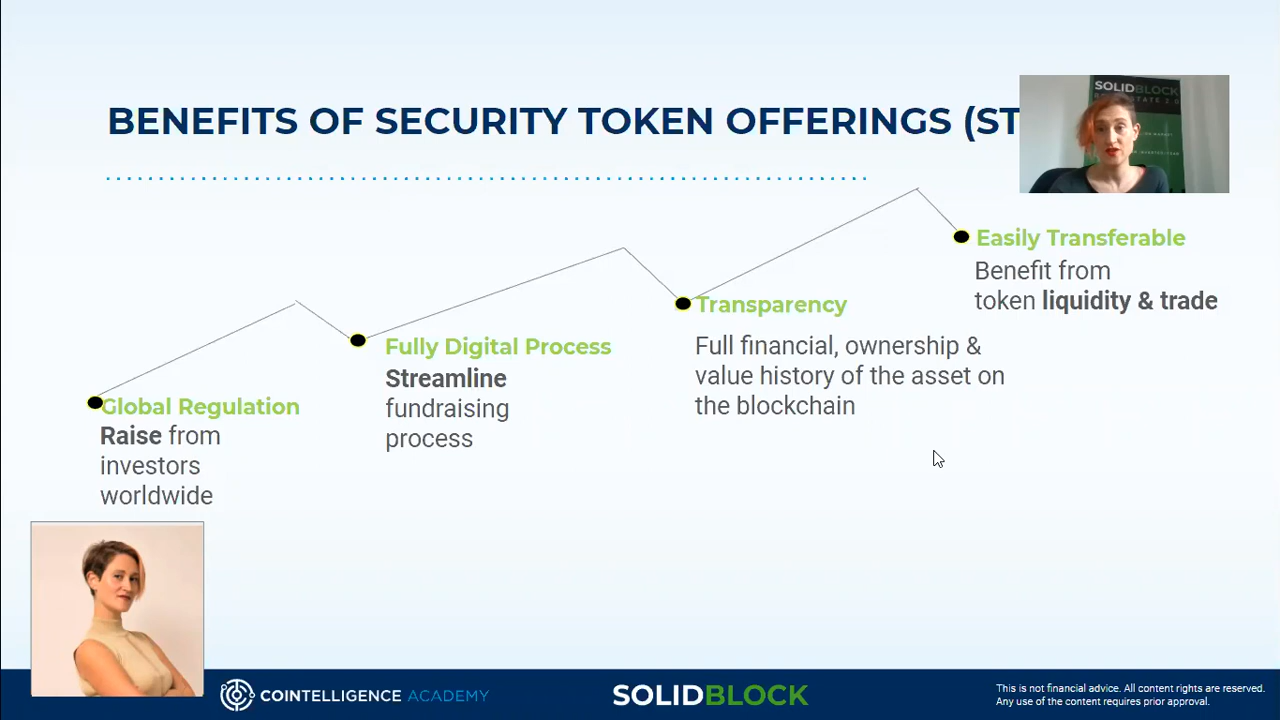 BENEFITS OF SECURITY TOKEN OFFERINGS (ST
SOLIDBLOCK
Easily Transferable
Benefit from
token liquidity & trade
Transparency
Full financial, ownership &
value history of the asset on
the blockchain
Fully Digital Process
Streamline
fundraising
process
Global Regulation
Raise from
investors
worldwide
COINTELLIGENCE ACADEMY
SOLIDBLOCK
This is not financial advice. All content rights are reserved.
Any use of the content requires prior approval.